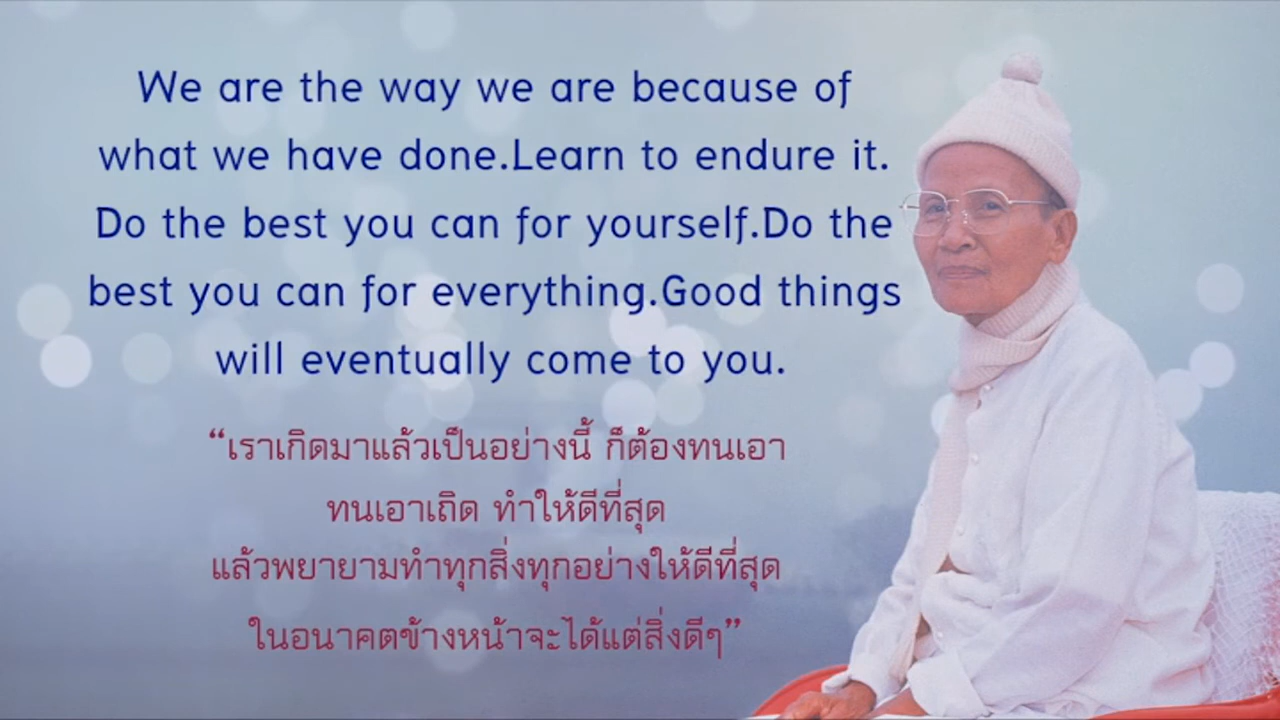 We are the way we are because of
what we have done.Learn to endure it.
Do the best you can for yourself.Do the
best you can for everything.Good things
will eventually come to you.
“เราเกิดมาแล้วเป็นอย่างนี้ ก็ต้องทนเอา
ทนเอาเถิด ทำให้ดีที่สุด
แล้วพยายามทำทุกสิ่งทุกอย่างให้ดีที่สุด
ในอนาคตข้างหน้าจะได้แต่สิ่งดีๆ”